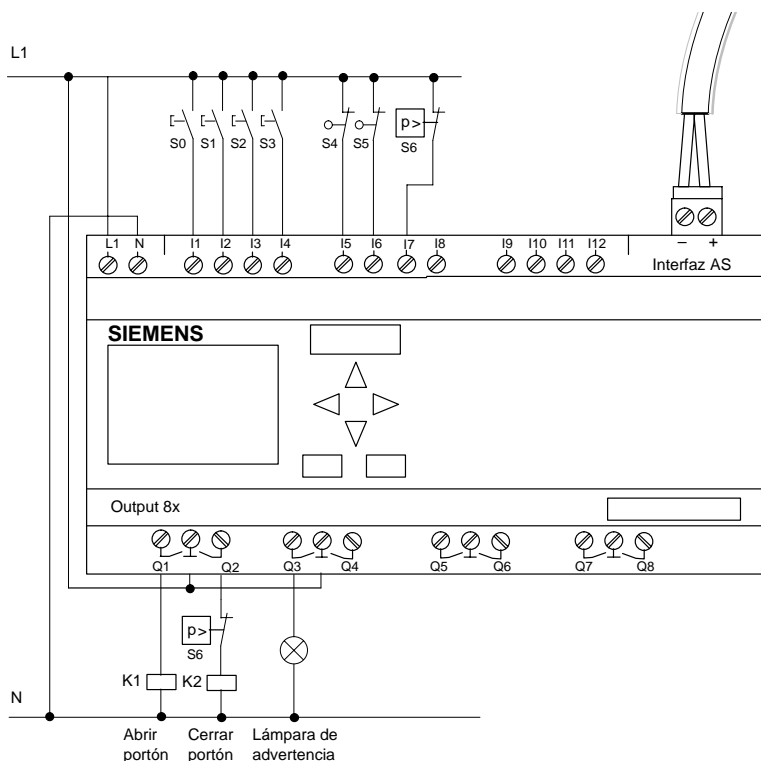 L1
S0 S1 S2 S3 S4 S5 p> S6
L1 N I1 I2 I3 I4 I5 I6 I7 I8 I9 I10 I11 I12 – +
Interfaz AS
SIEMENS
Output 8x
Q1 Q2 Q3 Q4 Q5 Q6 Q7 Q8
p>
S6
K1 K2
N
Abrir portón
Cerrar portón
Lámpara de advertencia